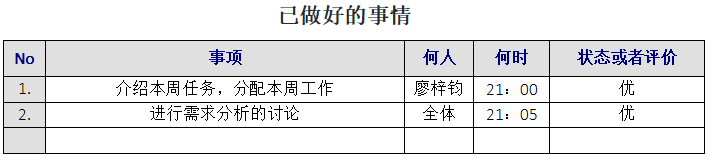 已做好的事情
No 事项 何人 何时 状态或者评价
1. 介绍本周任务，分配本周工作 廖梓钧 21：00 优
2. 进行需求分析的讨论 全体 21：05 优